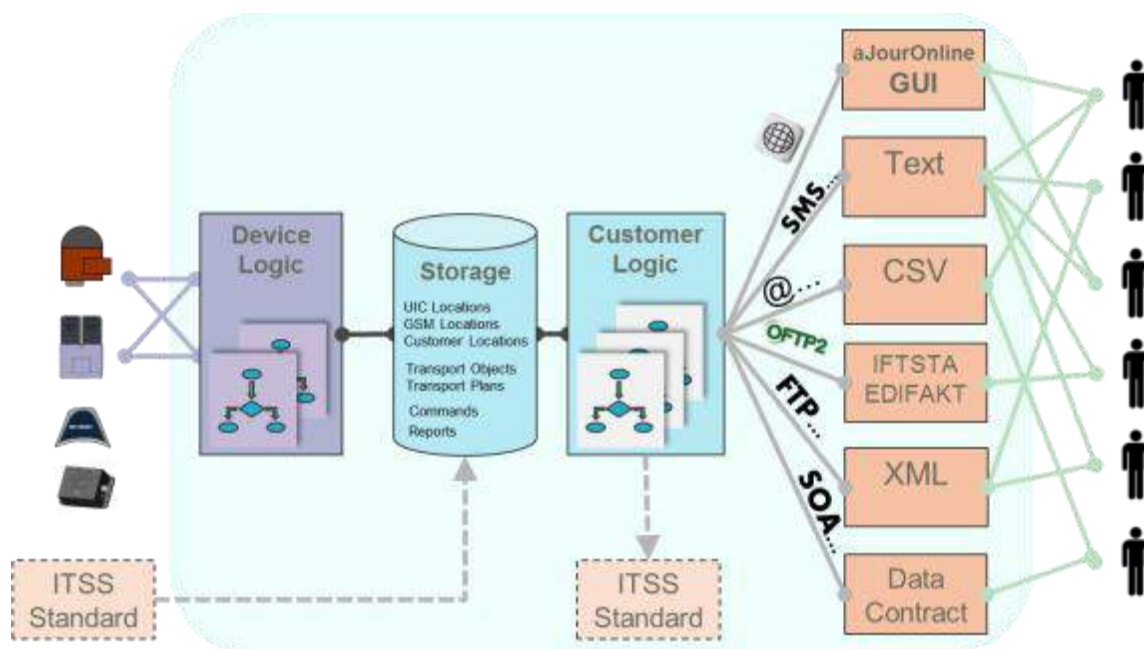 aJourOnline
GUI
Text
SMS...
Device
Logic
Storage
Customer
Logic
CSV
@...
UIC Locations
GSM Locations
Customer Locations
OFTP2
Transport Objects
Transport Plans
IFTSTA
EDIFAKT
Commands
Reports
FTP...
XML
SOA...
ITSS
Standard
ITSS
Standard
Data
Contract